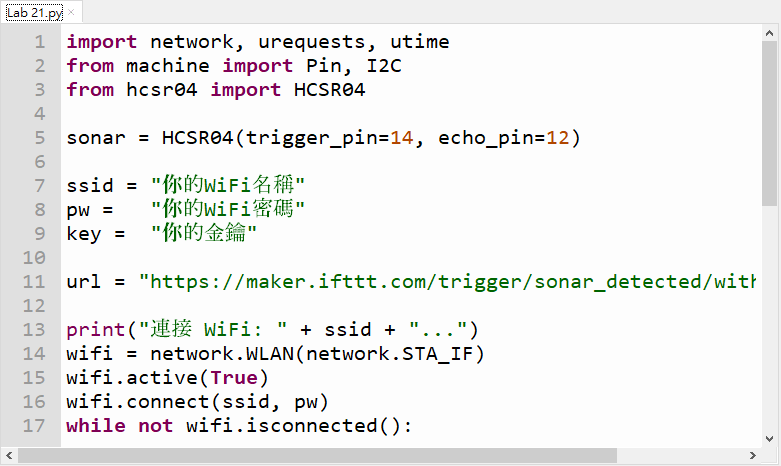 Lab 21.py
1 import network, urequests, utime
2 from machine import Pin, I2C
3 from hcsr04 import HCSR04
4
5 sonar = HCSR04(trigger_pin=14, echo_pin=12)
6
7 ssid = "你的WiFi名稱"
8 pw =   "你的WiFi密碼"
9 key =  "你的金鑰"
10
11 url = "https://maker.ifttt.com/trigger/sonar_detected/with
12
13 print("連接 WiFi: " + ssid + "...")
14 wifi = network.WLAN(network.STA_IF)
15 wifi.active(True)
16 wifi.connect(ssid, pw)
17 while not wifi.isconnected():